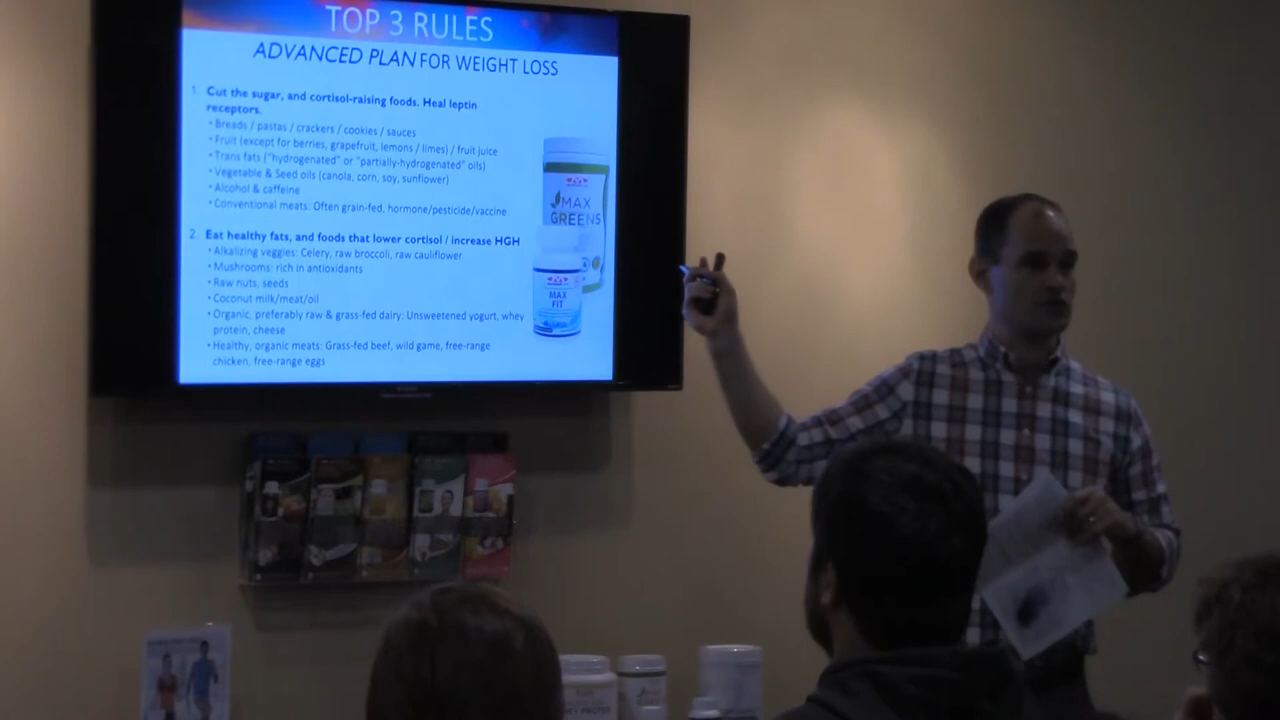 TOP 3 RULES
ADVANCED PLAN FOR WEIGHT LOSS
1. Cut the sugar, and cortisol-raising foods. Heal leptin
receptors.
• Breads / pastas / crackers / cookies / sauces
• Fruit (except for berries, grapefruit, lemons / limes) / fruit juice
• Trans fats ("hydrogenated" or "partially-hydrogenated" oils)
• Vegetable & Seed oils (canola, corn, soy, sunflower)
• Alcohol & caffeine
• Conventional meats: Often grain-fed, hormone/pesticide/vaccine
2. Eat healthy fats, and foods that lower cortisol / increase HGH
• Alkalizing veggies: Celery, raw broccoli, raw cauliflower
• Mushrooms: rich in antioxidants
• Raw nuts, seeds
• Coconut milk/meat/oil
• Organic, preferably raw & grass-fed dairy: Unsweetened yogurt, whey
protein, cheese
• Healthy, organic meats: Grass-fed beef, wild game, free-range
chicken, free-range eggs
MAX
GREENS
MAX
FIT